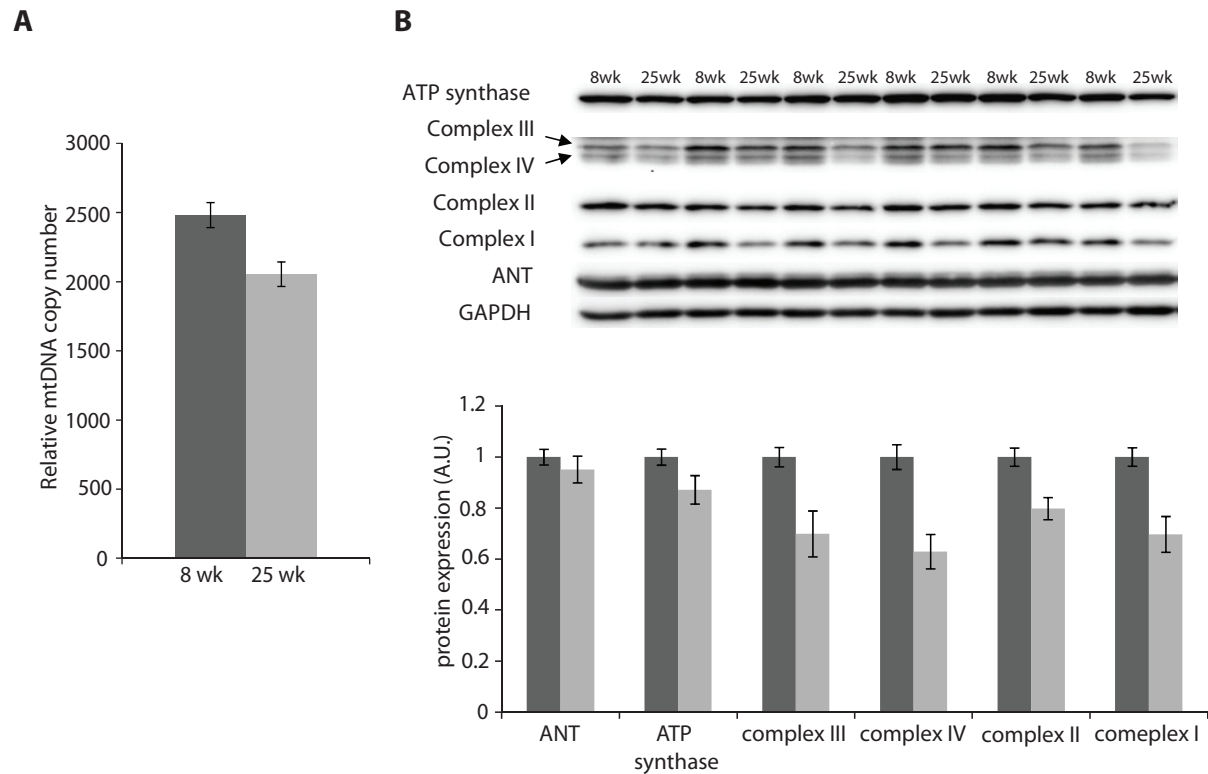 A
B
8wk 25wk 8wk 25wk 8wk 25wk 8wk 25wk 8wk 25wk 8wk 25wk
ATP synthase
Complex III
Complex IV
Complex II
Complex I
ANT
GAPDH
Relative mtDNA copy number
3000
2500
2000
1500
1000
500
0
8 wk 25 wk
protein expression (A.U.)
1.2
1
0.8
0.6
0.4
0.2
0
ANT ATP complex III complex IV complex II comeplex I
synthase